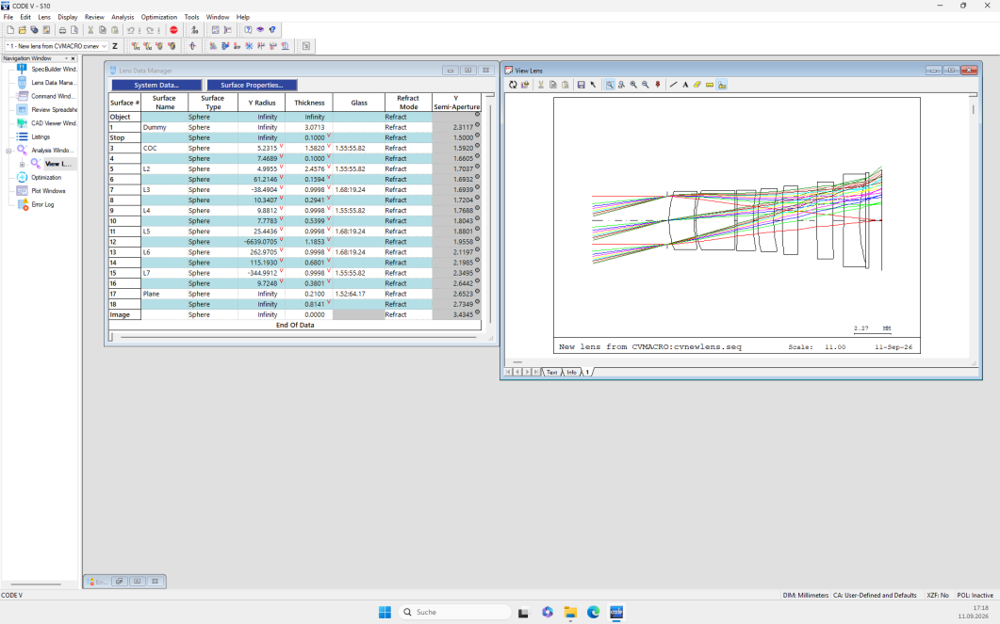 CODE V - S10
File Edit Lens Display Review Analysis Optimization Tools Window Help
* 1 - New lens from CVMACRO:cvnev
Navigation Window
SpecBuilder Wind.
Lens Data Mana...
Command Wind...
Review Spreadshe
CAD Viewer Wind.
Listings
Analysis Windo...
View L...
Optimization
Plot Windows
Error Log
Lens Data Manager
System Data... Surface Properties...
Surface # Surface Name Surface Type Y Radius Thickness Glass Refract Mode Y Semi-Aperture
Object Sphere Infinity Infinity Refract
1 Dummy Sphere Infinity 3.0713 Refract 2.3117
Stop Sphere Infinity 0.1000 V Refract 1.5000
3 COC Sphere 5.2315 V 1.5820 V 1.55:55.82 Refract 1.5920
4 Sphere 7.4689 V 0.1000 V Refract 1.6605
5 L2 Sphere 4.9955 V 2.4576 V 1.55:55.82 Refract 1.7037
6 Sphere 61.2146 V 0.1594 V Refract 1.6932
7 L3 Sphere -38.4904 V 0.9998 V 1.68:19.24 Refract 1.6939
8 Sphere 10.3407 V 0.2941 V Refract 1.7204
9 L4 Sphere 9.8812 V 0.9998 V 1.55:55.82 Refract 1.7688
10 Sphere 7.7783 V 0.5399 V Refract 1.8043
11 L5 Sphere 25.4436 V 0.9998 V 1.68:19.24 Refract 1.8801
12 Sphere -6639.0705 V 1.1853 V Refract 1.9558
13 L6 Sphere 262.9705 V 0.9998 V 1.68:19.24 Refract 2.1197
14 Sphere 115.1930 V 0.6801 V Refract 2.1985
15 L7 Sphere -344.9912 V 0.9998 V 1.55:55.82 Refract 2.3495
16 Sphere 9.7248 V 0.3801 V Refract 2.6442
17 Plane Sphere Infinity 0.2100 1.52:64.17 Refract 2.6523
18 Sphere Infinity 0.8141 V Refract 2.7349
Image Sphere Infinity 0.0000 Refract 3.4345
End Of Data
View Lens
2.27 MM
New lens from CVMACRO:cvnewlens.seq Scale: 11.00 11-Sep-26
Text Info 1
Err...
CODE V
DIM: Millimeters CA: User-Defined and Defaults XZF: No POL: Inactive
Suche
17:18
11.09.2026